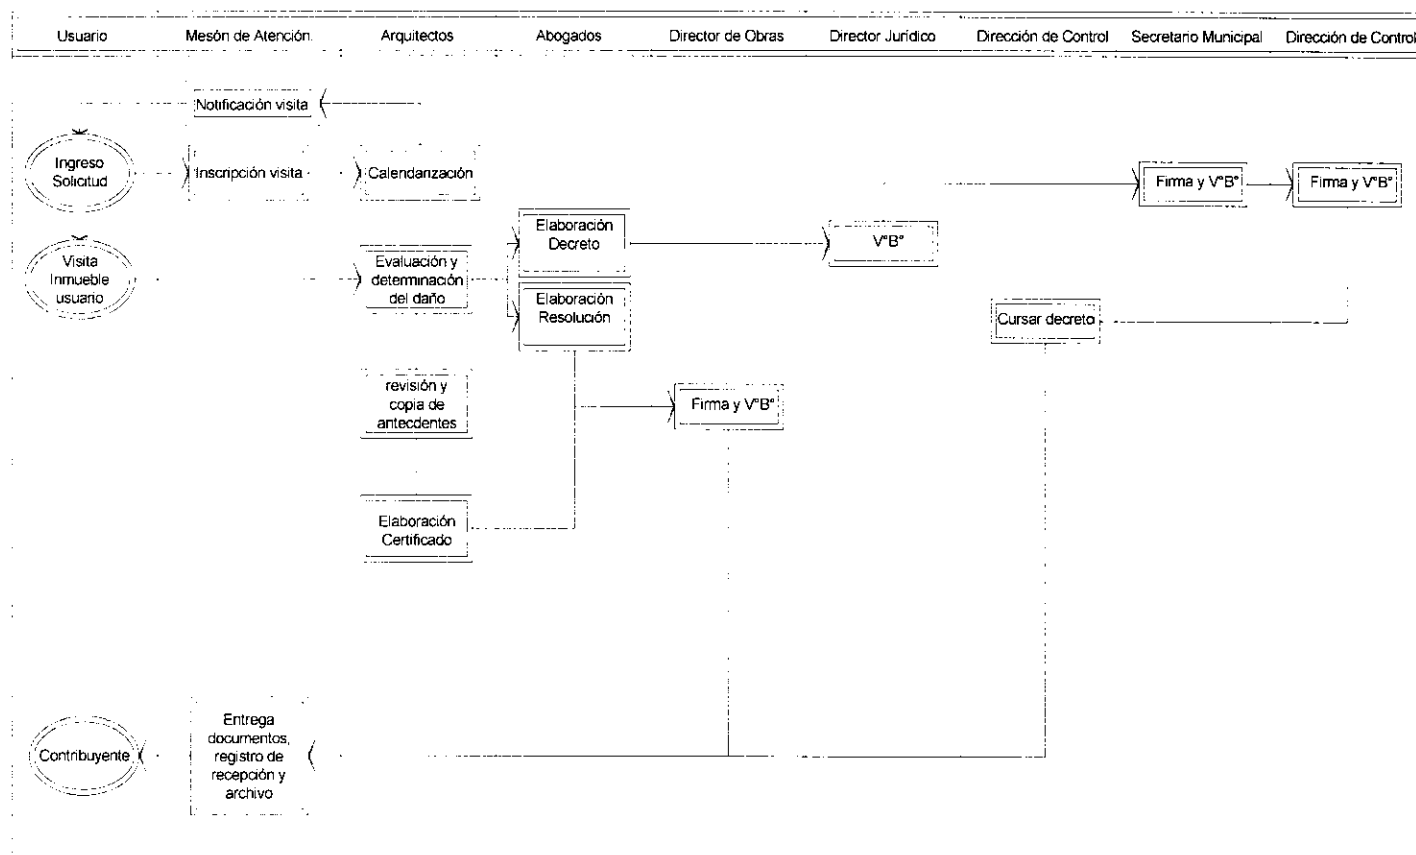 Usuario Mesón de Atención. Arquitectos Abogados Director de Obras Director Jurídico Dirección de Control Secretario Municipal Dirección de Control
Notificación visita
Ingreso
Solicitud
Inscripción visita
Calendarización
Firma y V°B°
Firma y V°B°
Elaboración
Decreto
V°B°
Visita
Inmueble
usuario
Evaluación y
determinación
del daño
Elaboración
Resolución
Cursar decreto
revisión y
copia de
antecdentes
Firma y V°B°
Elaboración
Certificado
Contribuyente
Entrega
documentos,
registro de
recepción y
archivo